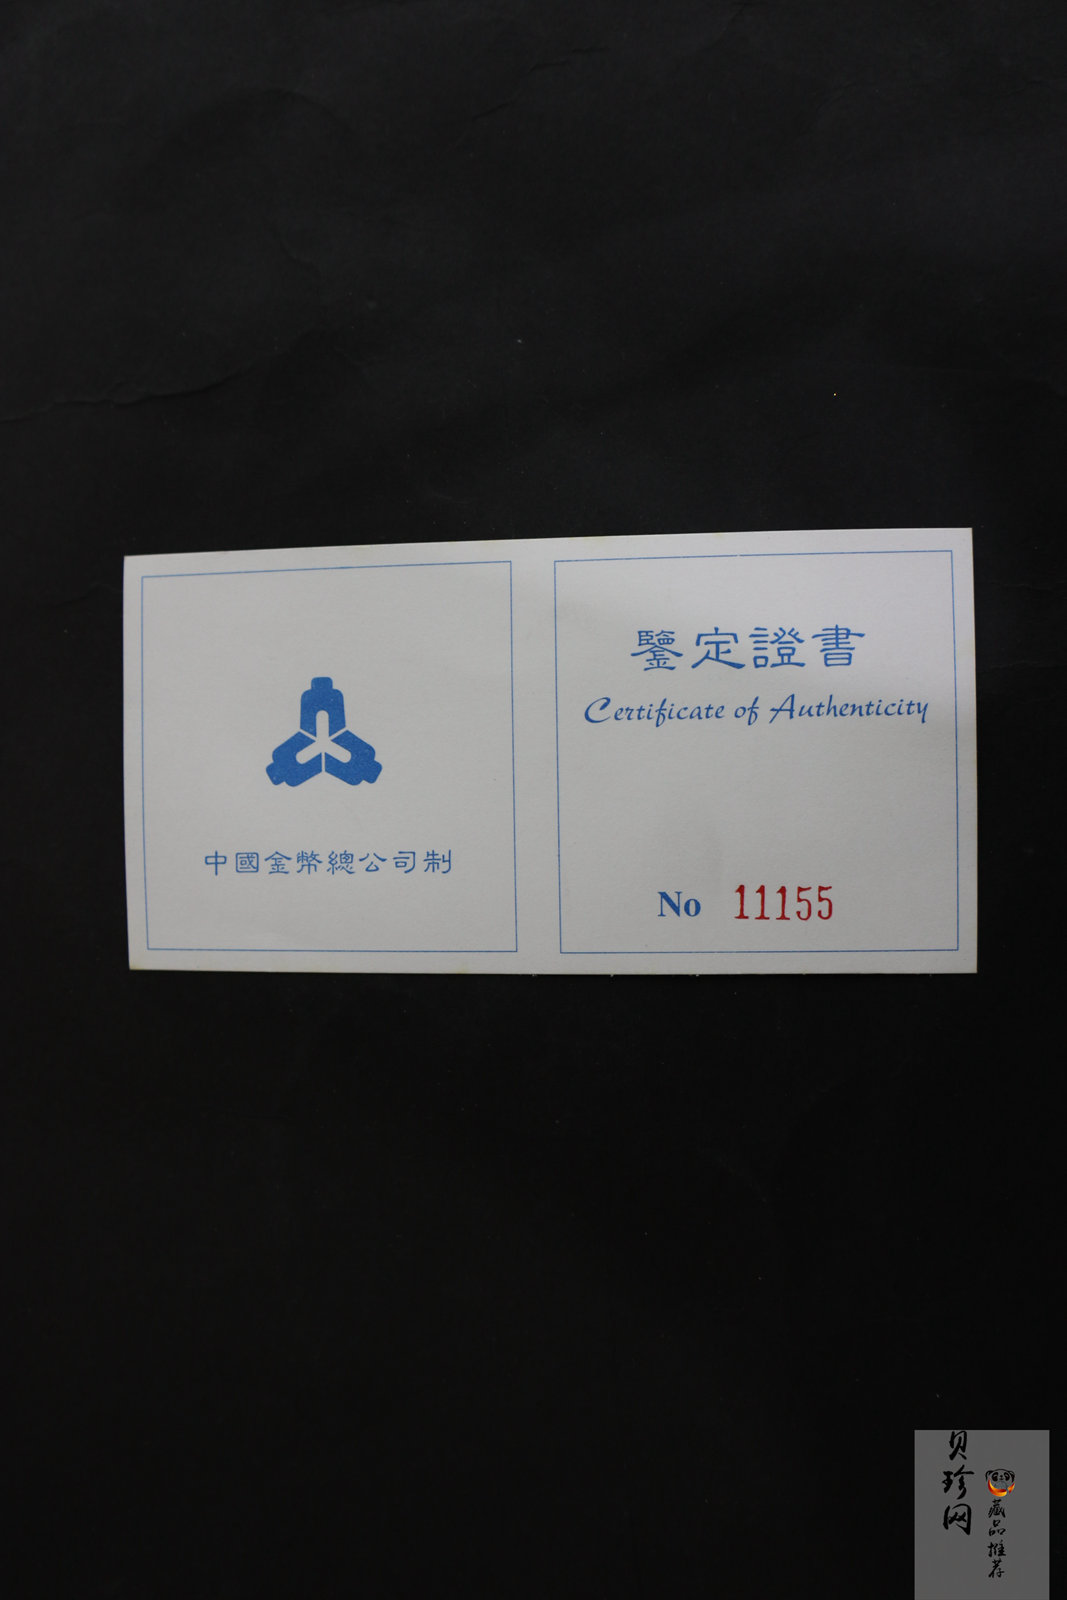 中國金幣總公司制
鑒定證書
Certificate of Authenticity
No 11155
贝珍网
藏品推荐